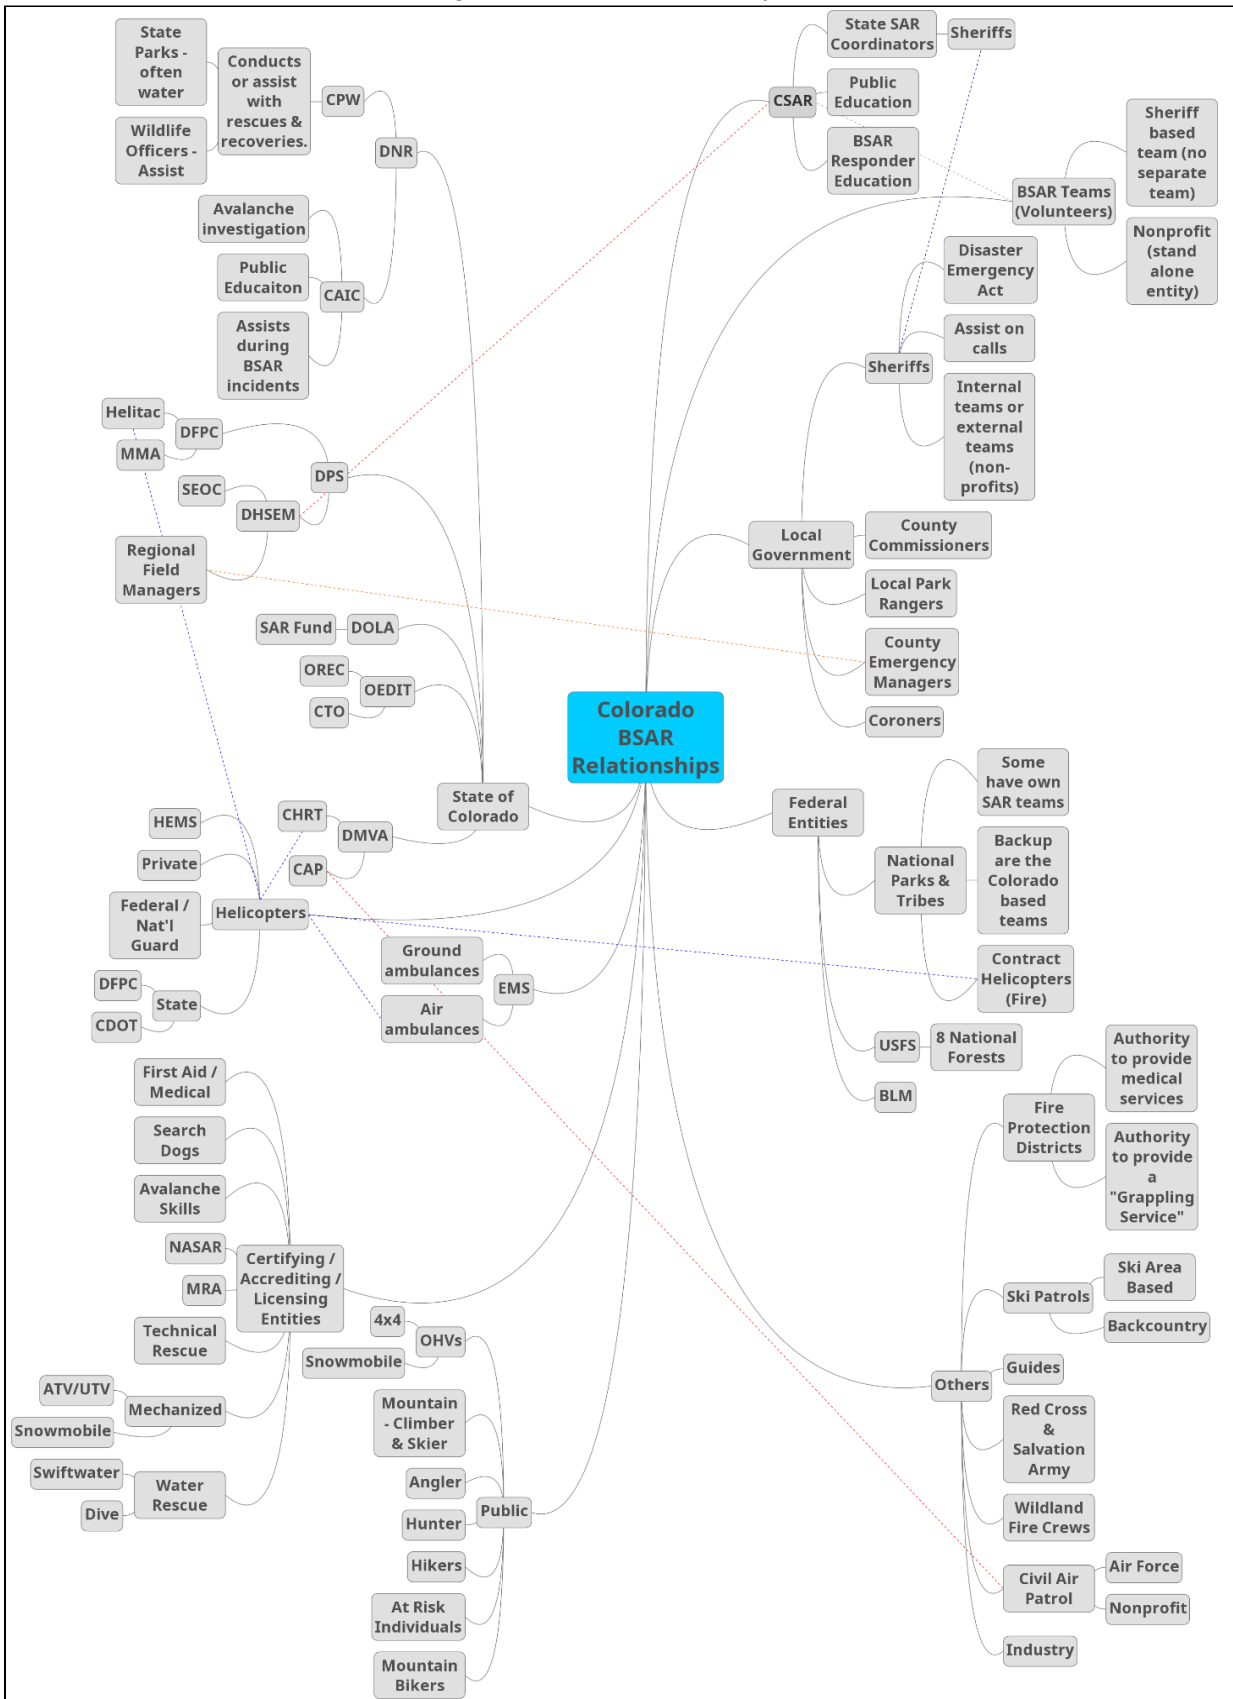 State
Parks -
often
water
Conducts
or assist
with
rescues &
recoveries.
CPW
Wildlife
Officers -
Assist
DNR
Avalanche
investigation
Public
Educaiton
CAIC
Assists
during
BSAR
incidents
Helitac
DFPC
MMA
DPS
SEOC
DHSEM
Regional
Field
Managers
SAR Fund
DOLA
OREC
OEDIT
CTO
State of
Colorado
CHRT
DMVA
CAP
HEMS
Private
Federal /
Nat'l
Guard
Helicopters
DFPC
State
CDOT
Ground
ambulances
EMS
Air
ambulances
First Aid /
Medical
Search
Dogs
Avalanche
Skills
NASAR
MRA
Certifying /
Accrediting /
Licensing
Entities
Technical
Rescue
ATV/UTV
Mechanized
Snowmobile
Swiftwater
Water
Rescue
Dive
4x4
OHVs
Snowmobile
Mountain
- Climber
& Skier
Angler
Public
Hunter
Hikers
At Risk
Individuals
Mountain
Bikers
Colorado
BSAR
Relationships
State SAR
Coordinators
Sheriffs
CSAR
Public
Education
BSAR
Responder
Education
Sheriff
based
team (no
separate
team)
BSAR Teams
(Volunteers)
Nonprofit
(stand
alone
entity)
Disaster
Emergency
Act
Assist on
calls
Sheriffs
Internal
teams or
external
teams
(non-
profits)
Local
Government
County
Commissioners
Local Park
Rangers
County
Emergency
Managers
Coroners
Federal
Entities
Some
have own
SAR teams
National
Parks &
Tribes
Backup
are the
Colorado
based
teams
Contract
Helicopters
(Fire)
USFS
8 National
Forests
BLM
Authority
to provide
medical
services
Fire
Protection
Districts
Authority
to provide
a
"Grappling
Service"
Ski Area
Based
Ski Patrols
Backcountry
Others
Guides
Red Cross
&
Salvation
Army
Wildland
Fire Crews
Civil Air
Patrol
Air Force
Nonprofit
Industry